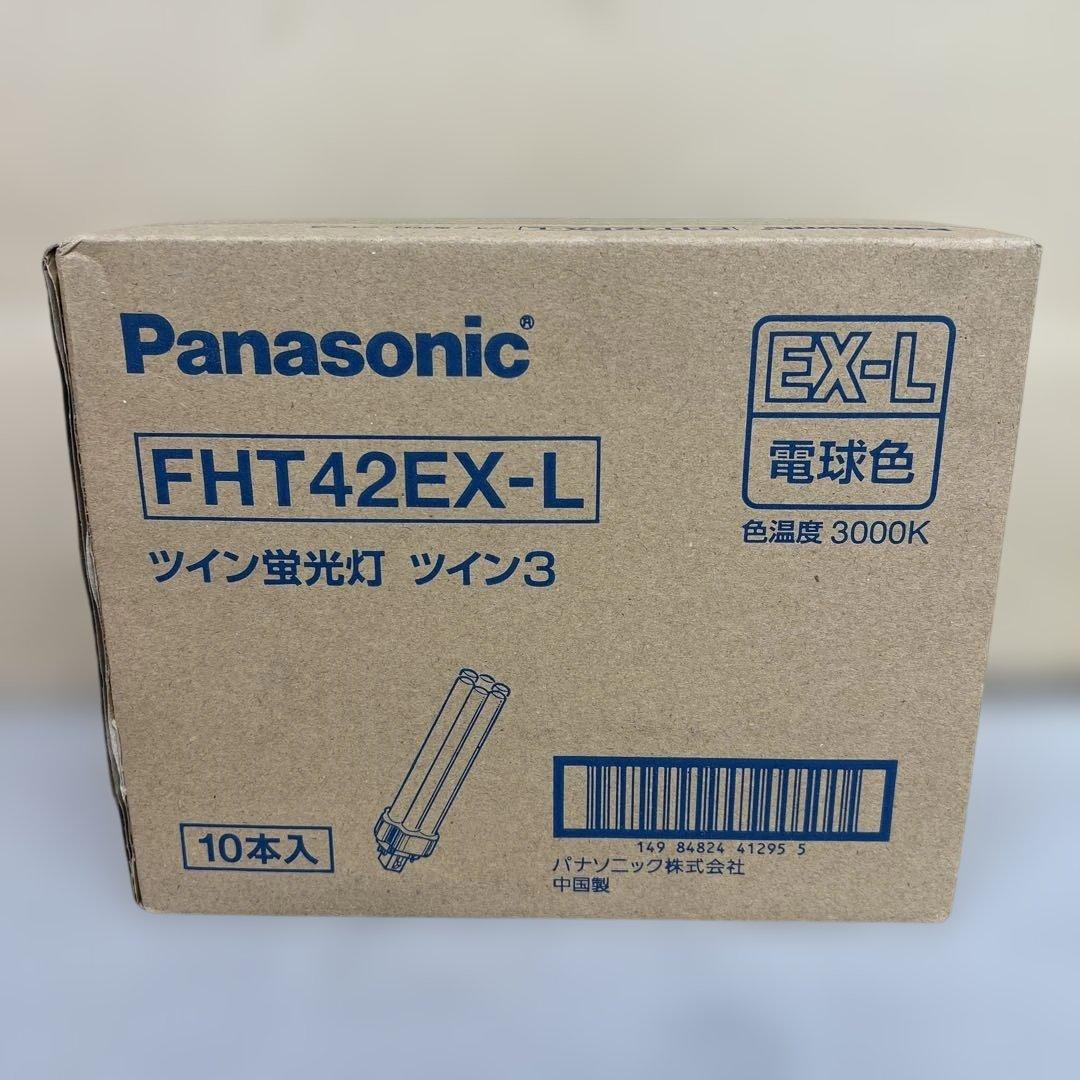 Panasonic®
EX-L
電球色
色温度 3000K
FHT42EX-L
ツイン蛍光灯 ツイン3
10本入
149 84824 41295 5
パナソニック株式会社
中国製
FHT42EX-L
Panasonic